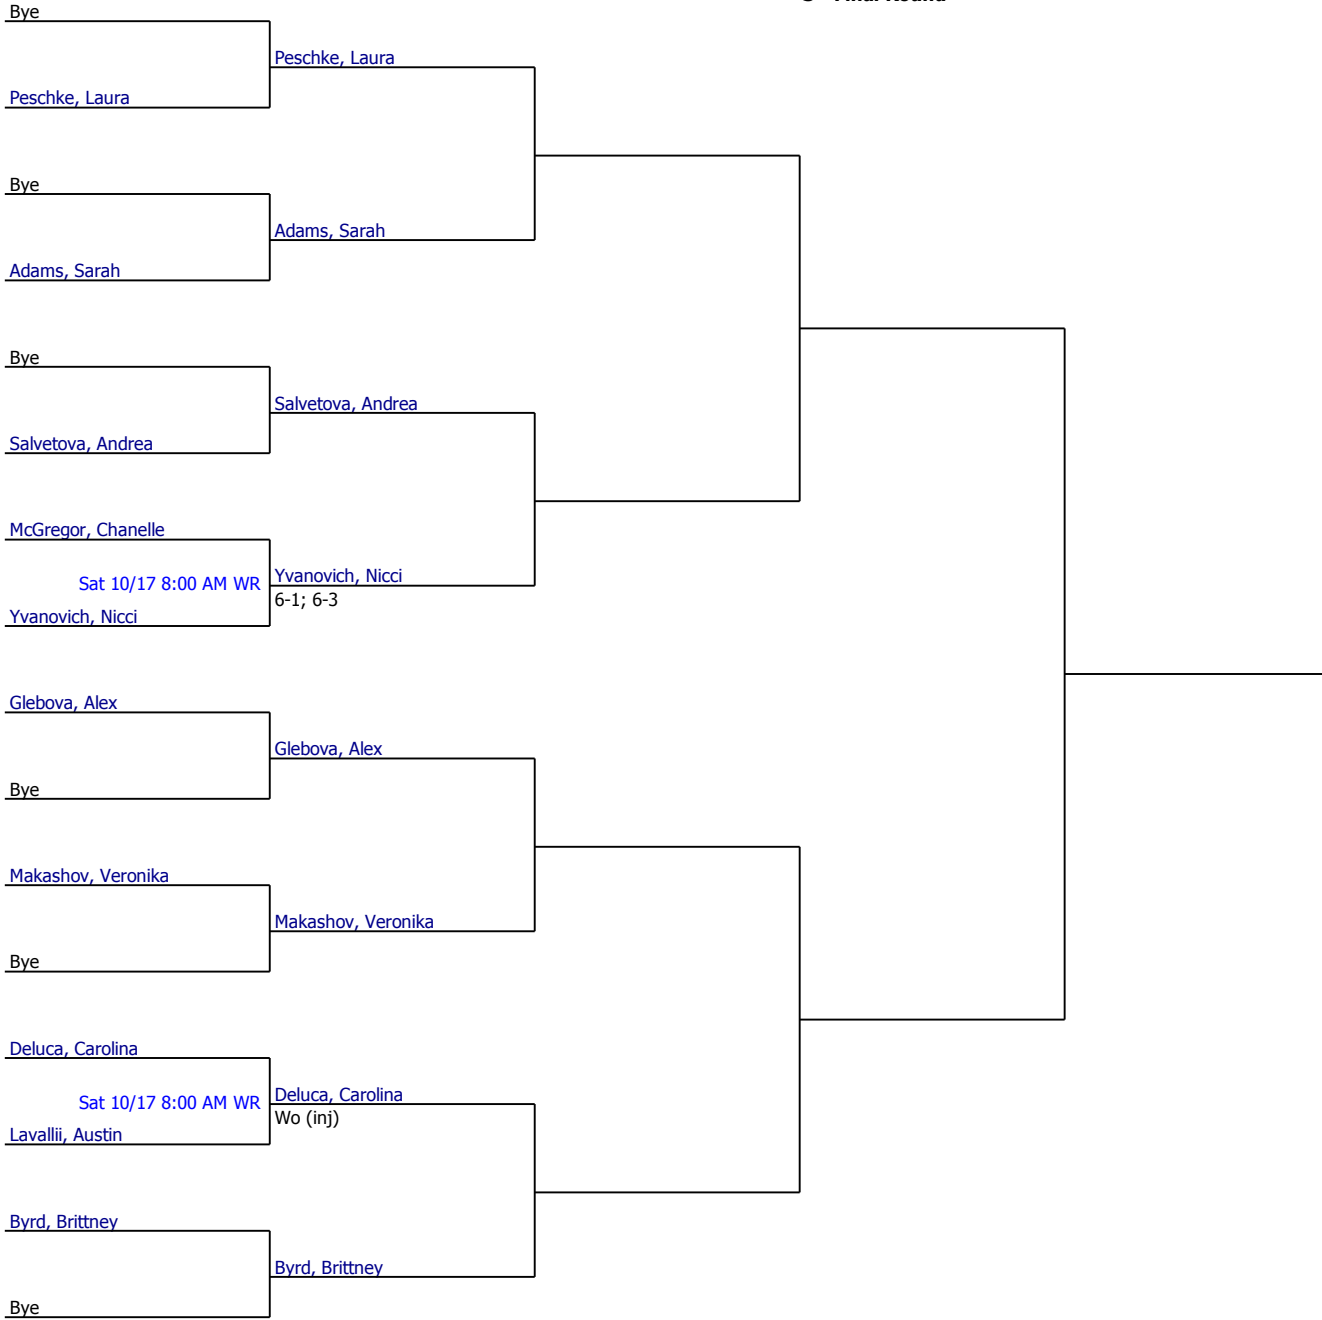 Bye
Peschke, Laura
Peschke, Laura
Bye
Adams, Sarah
Adams, Sarah
Bye
Salvetova, Andrea
Salvetova, Andrea
McGregor, Chanelle
Sat 10/17 8:00 AM WR
Yvanovich, Nicci
6-1; 6-3
Yvanovich, Nicci
Glebova, Alex
Glebova, Alex
Bye
Makashov, Veronika
Makashov, Veronika
Bye
Deluca, Carolina
Deluca, Carolina
Sat 10/17 8:00 AM WR
Wo (inj)
Lavallii, Austin
Byrd, Brittney
Byrd, Brittney
Bye